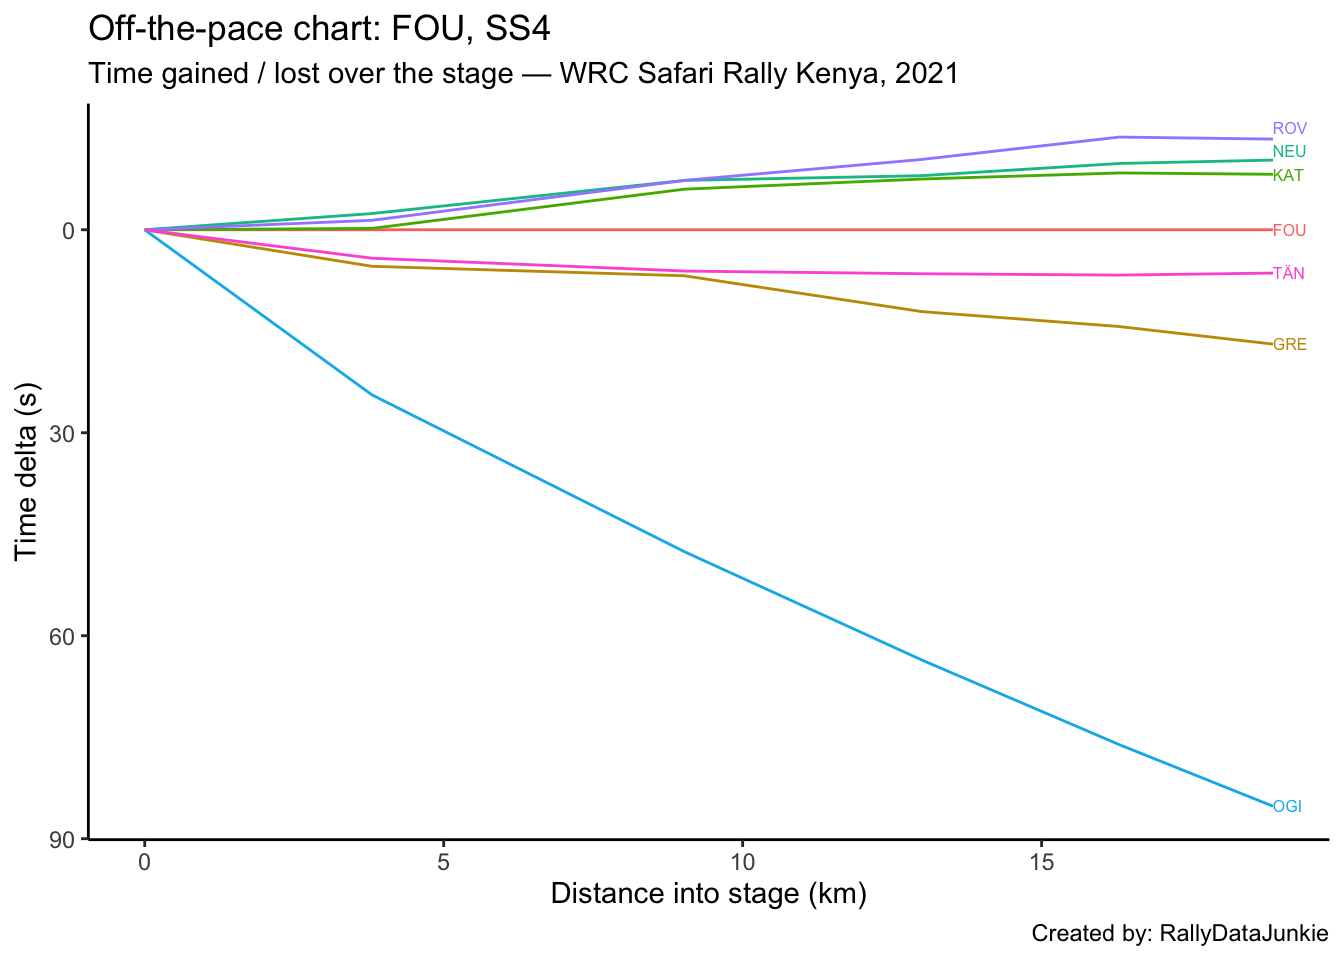 Off-the-pace chart: FOU, SS4
Time gained / lost over the stage — WRC Safari Rally Kenya, 2021
ROV
NEU
KAT
0
FOU
TÄN
GRE
Time delta (s)
30
60
OGI
90
0 5 10 15
Distance into stage (km)
Created by: RallyDataJunkie